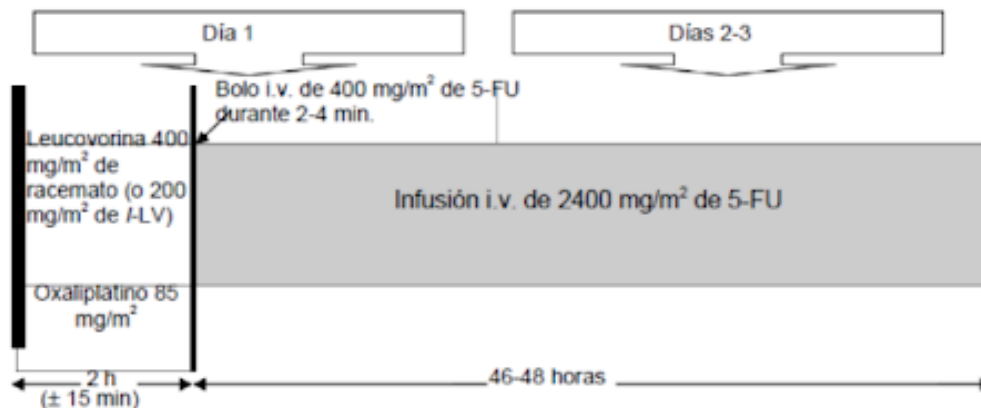 Día 1
Días 2-3
Bolo i.v. de 400 mg/m² de 5-FU
durante 2-4 min.
Leucovorina 400
mg/m² de
racemato (o 200
mg/m² de l-LV)
Infusión i.v. de 2400 mg/m² de 5-FU
Oxaliplatino 85
mg/m²
2 h
(± 15 min)
46-48 horas